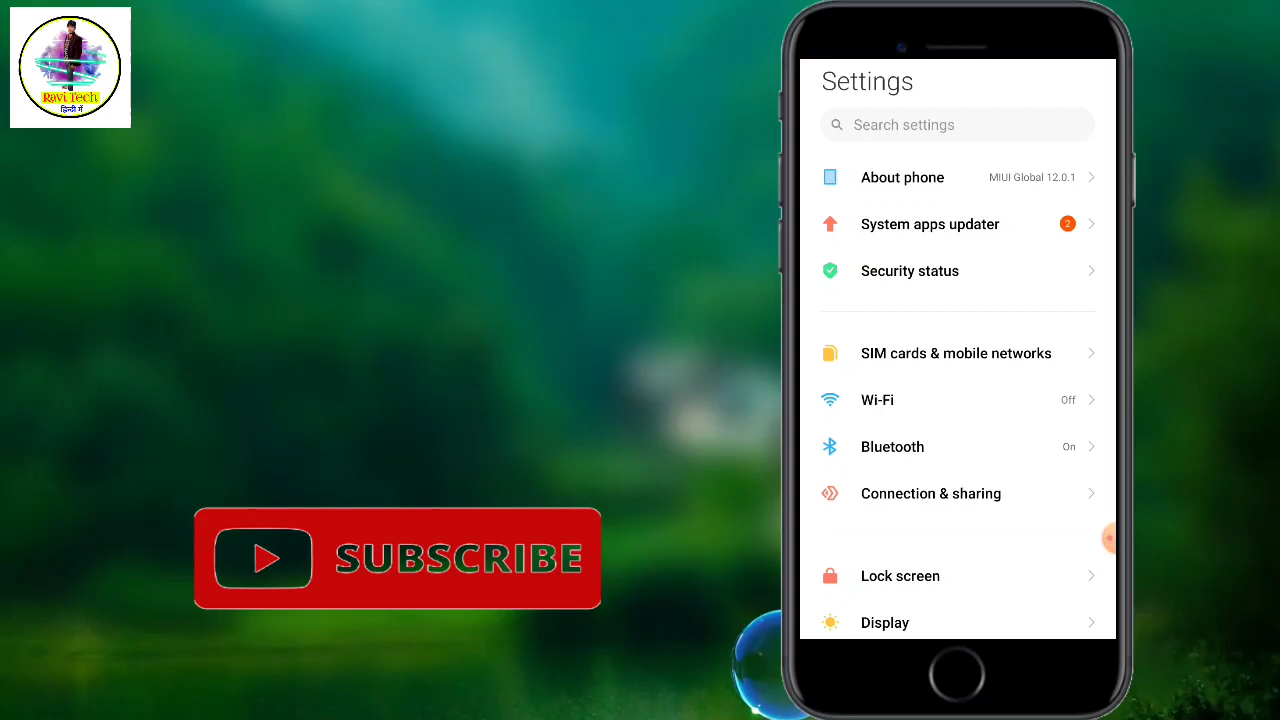 Ravi Tech
हिन्दी में
SUBSCRIBE
Settings
Search settings
About phone MIUI Global 12.0.1
System apps updater 2
Security status
SIM cards & mobile networks
Wi-Fi Off
Bluetooth On
Connection & sharing
Lock screen
Display